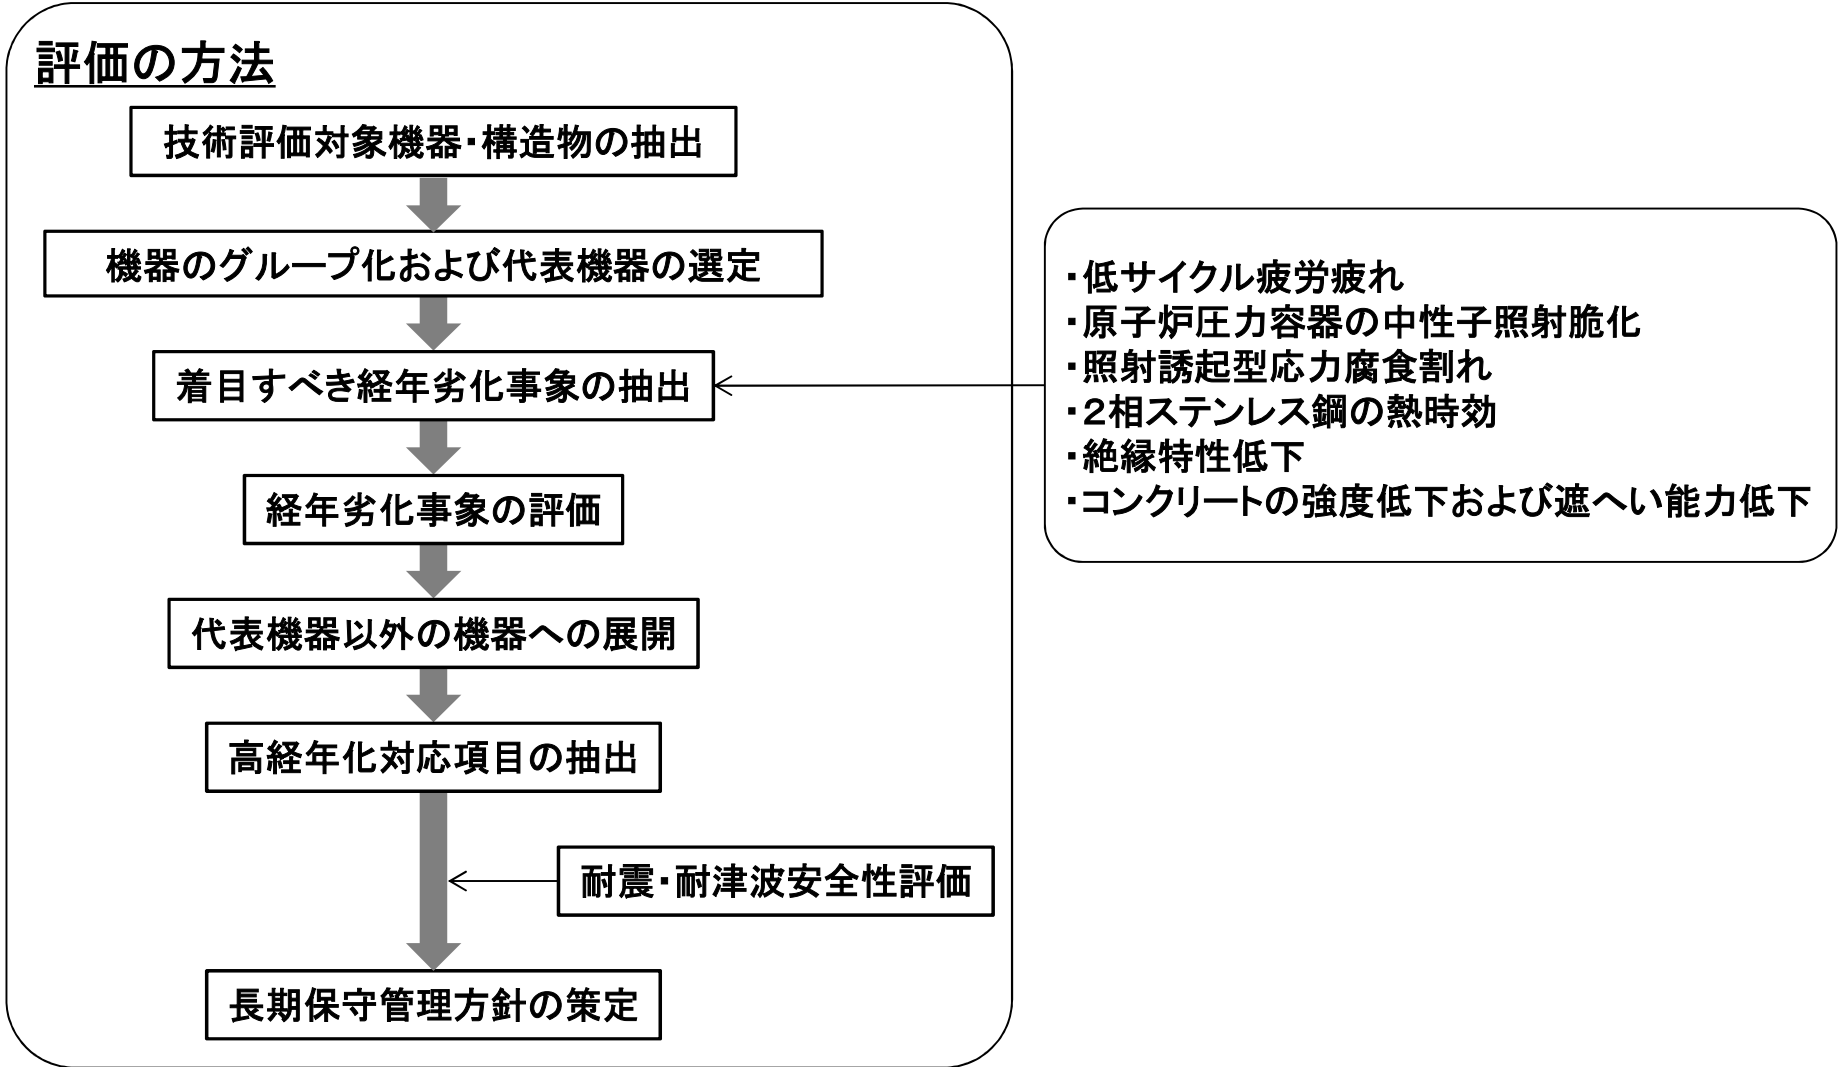 評価の方法
技術評価対象機器・構造物の抽出
機器のグループ化および代表機器の選定
着目すべき経年劣化事象の抽出
経年劣化事象の評価
代表機器以外の機器への展開
高経年化対応項目の抽出
耐震・耐津波安全性評価
長期保守管理方針の策定
・低サイクル疲労疲れ
・原子炉圧力容器の中性子照射脆化
・照射誘起型応力腐食割れ
・２相ステンレス鋼の熱時効
・絶縁特性低下
・コンクリートの強度低下および遮へい能力低下